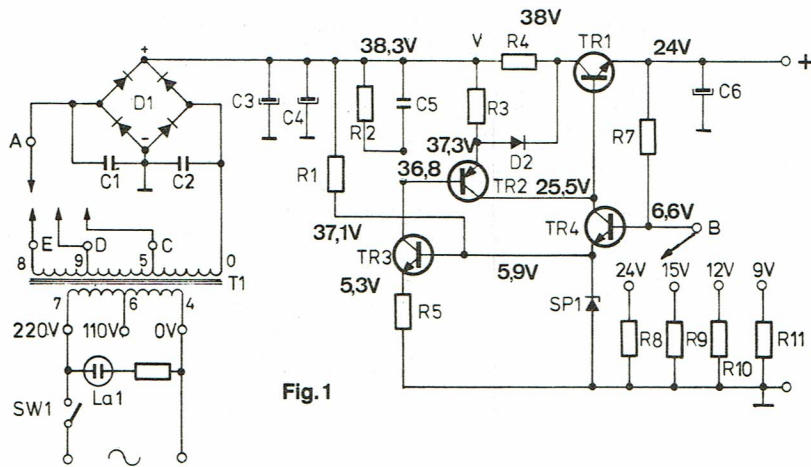 38V
+ 38,3V V R4 TR1 24V +
D1 C3 C4 R2 C5 R3 C6
A - R7
C1 C2 37,3V D2
R1 36,8 TR2 25,5V
E D C 37,1V TR3 TR4 6,6V B
8 9 5 0
T1 5,3V 5,9V 24V 15V 12V 9V
7 6 4 R5 SP1
220V 110V 0V R8 R9 R10 R11
La1 Fig.1
SW1